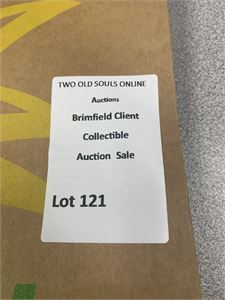 TWO OLD SOULS ONLINE
Auctions
Brimfield Client
Collectible
Auction Sale
Lot 121